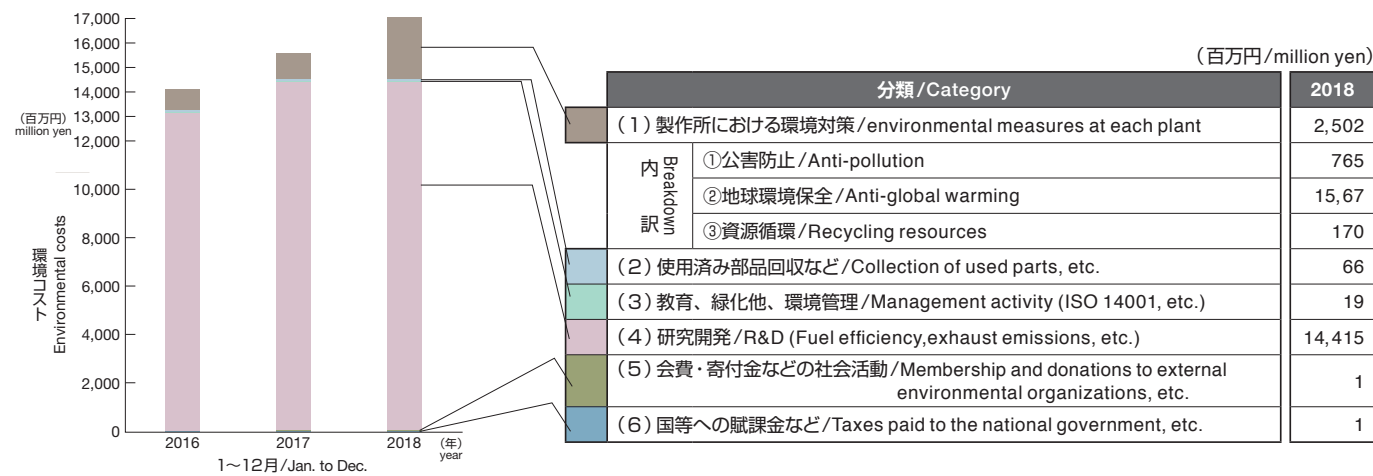 17,000
16,000
15,000
14,000
13,000
12,000
10,000
8,000
6,000
4,000
2,000
0
（百万円）
million yen
環境コスト
Environmental costs
2016 2017 2018 （年）
year
1〜12月/Jan. to Dec.
（百万円/million yen）
分類/Category 2018
（1）製作所における環境対策/environmental measures at each plant 2,502
内訳 Breakdown
①公害防止/Anti-pollution 765
②地球環境保全/Anti-global warming 15,67
③資源循環/Recycling resources 170
（2）使用済み部品回収など/Collection of used parts, etc. 66
（3）教育、緑化他、環境管理/Management activity (ISO 14001, etc.) 19
（4）研究開発/R&D (Fuel efficiency,exhaust emissions, etc.) 14,415
（5）会費・寄付金などの社会活動/Membership and donations to external
environmental organizations, etc. 1
（6）国等への賦課金など/Taxes paid to the national government, etc. 1